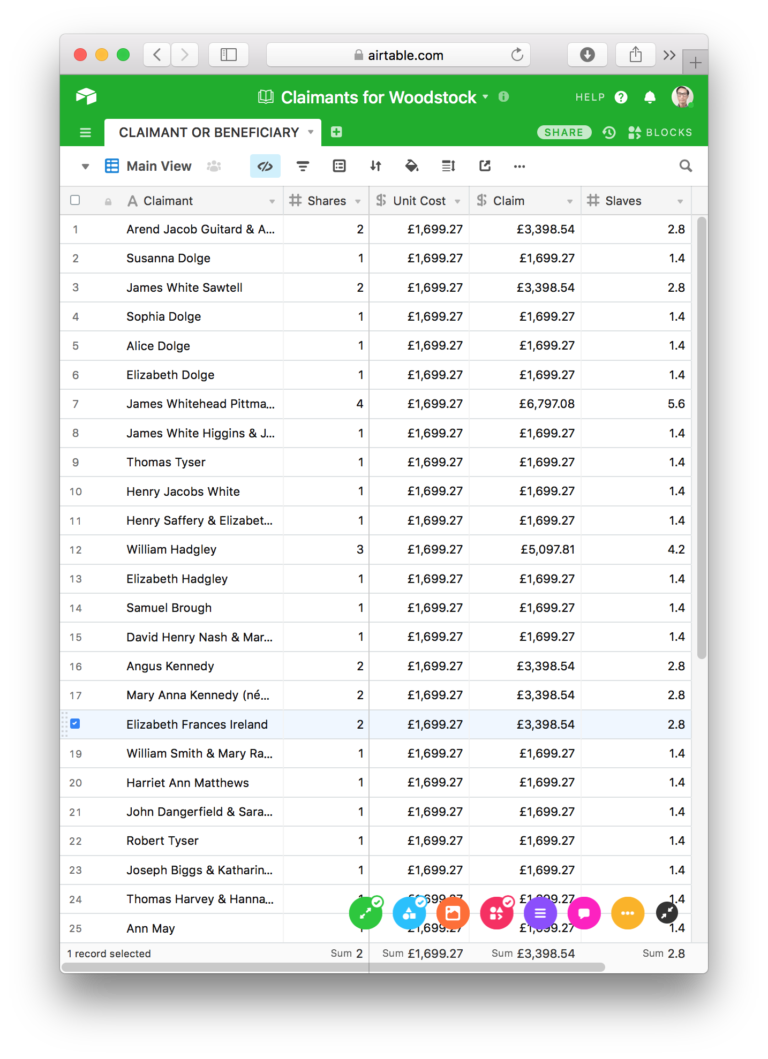 airtable.com
Claimants for Woodstock HELP ?
CLAIMANT OR BENEFICIARY SHARE BLOCKS
Main View
A Claimant # Shares $ Unit Cost $ Claim # Slaves
1 Arend Jacob Guitard & A... 2 £1,699.27 £3,398.54 2.8
2 Susanna Dolge 1 £1,699.27 £1,699.27 1.4
3 James White Sawtell 2 £1,699.27 £3,398.54 2.8
4 Sophia Dolge 1 £1,699.27 £1,699.27 1.4
5 Alice Dolge 1 £1,699.27 £1,699.27 1.4
6 Elizabeth Dolge 1 £1,699.27 £1,699.27 1.4
7 James Whitehead Pittma... 4 £1,699.27 £6,797.08 5.6
8 James White Higgins & J... 1 £1,699.27 £1,699.27 1.4
9 Thomas Tyser 1 £1,699.27 £1,699.27 1.4
10 Henry Jacobs White 1 £1,699.27 £1,699.27 1.4
11 Henry Saffery & Elizabet... 1 £1,699.27 £1,699.27 1.4
12 William Hadgley 3 £1,699.27 £5,097.81 4.2
13 Elizabeth Hadgley 1 £1,699.27 £1,699.27 1.4
14 Samuel Brough 1 £1,699.27 £1,699.27 1.4
15 David Henry Nash & Mar... 1 £1,699.27 £1,699.27 1.4
16 Angus Kennedy 2 £1,699.27 £3,398.54 2.8
17 Mary Anna Kennedy (né... 2 £1,699.27 £3,398.54 2.8
Elizabeth Frances Ireland 2 £1,699.27 £3,398.54 2.8
19 William Smith & Mary Ra... 1 £1,699.27 £1,699.27 1.4
20 Harriet Ann Matthews 1 £1,699.27 £1,699.27 1.4
21 John Dangerfield & Sara... 1 £1,699.27 £1,699.27 1.4
22 Robert Tyser 1 £1,699.27 £1,699.27 1.4
23 Joseph Biggs & Katharin... 1 £1,699.27 £1,699.27 1.4
24 Thomas Harvey & Hanna... 1.4
25 Ann May 1.4
1 record selected Sum 2 Sum £1,699.27 Sum £3,398.54 Sum 2.8